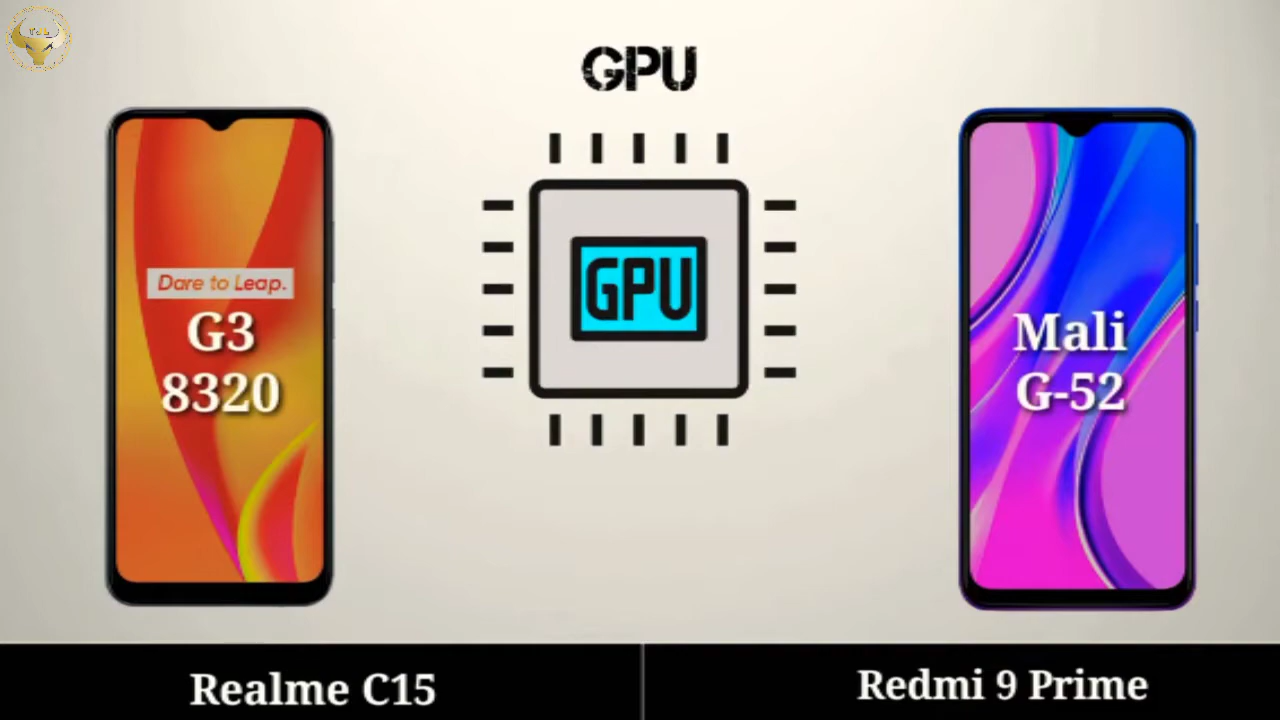 GPU
GPU
Dare to Leap.
G3
8320
Mali
G-52
Realme C15
Redmi 9 Prime